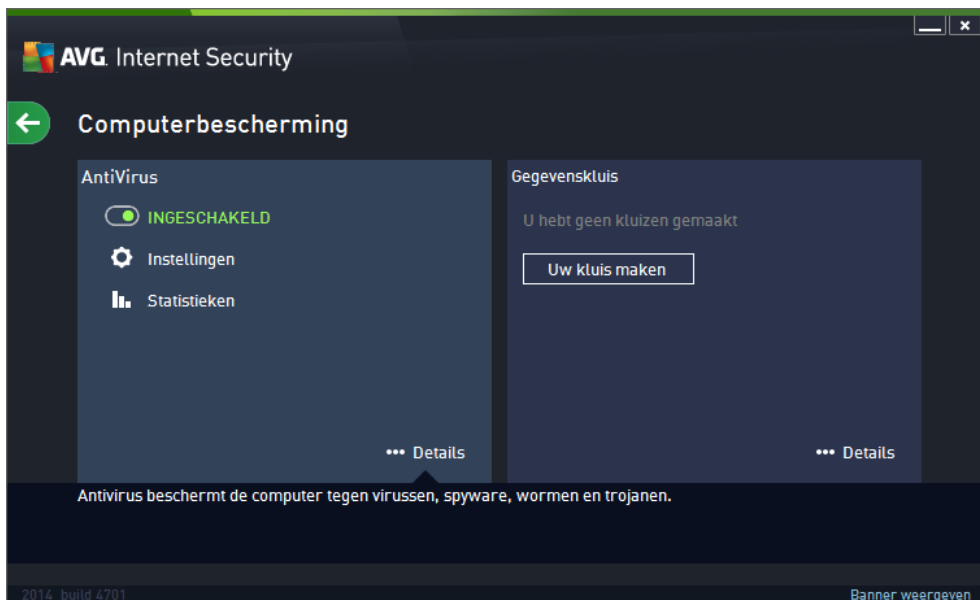 AVG. Internet Security
Computerbescherming
AntiVirus
INGESCHAKELD
Instellingen
Statistieken
••• Details
Gegevenskluis
U hebt geen kluizen gemaakt
Uw kluis maken
••• Details
Antivirus beschermt de computer tegen virussen, spyware, wormen en trojanen.
2014 build 4701
Banner weergeven